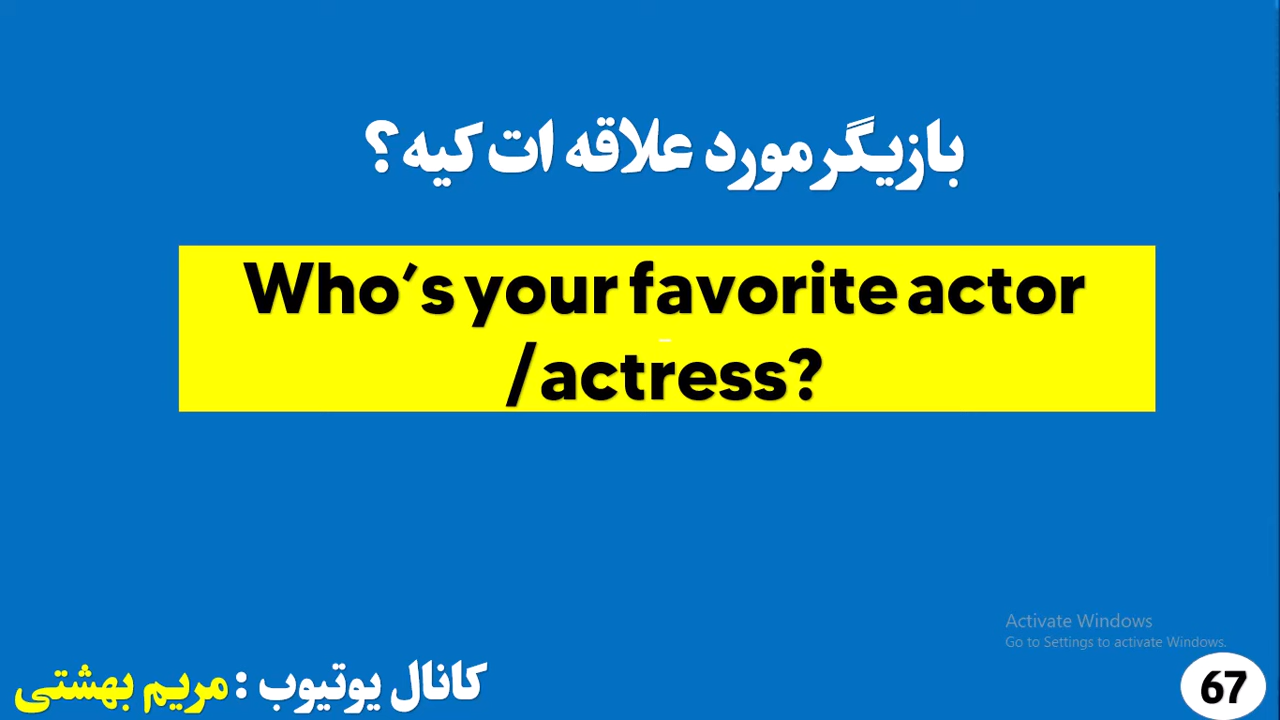 بازیگر مورد علاقه ات کیه ؟
Who's your favorite actor
/actress?
Activate Windows
Go to Settings to activate Windows.
کانال یوتیوب : مریم بهشتی
67